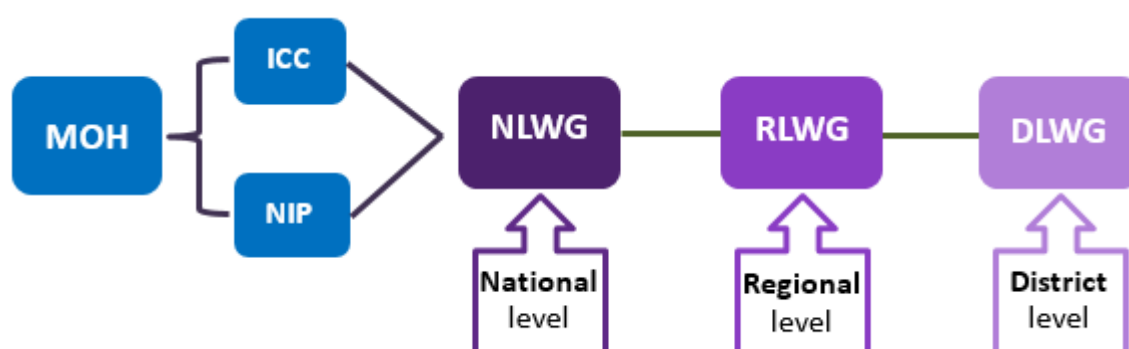 MOH
ICC
NIP
NLWG
RLWG
DLWG
National
level
Regional
level
District
level